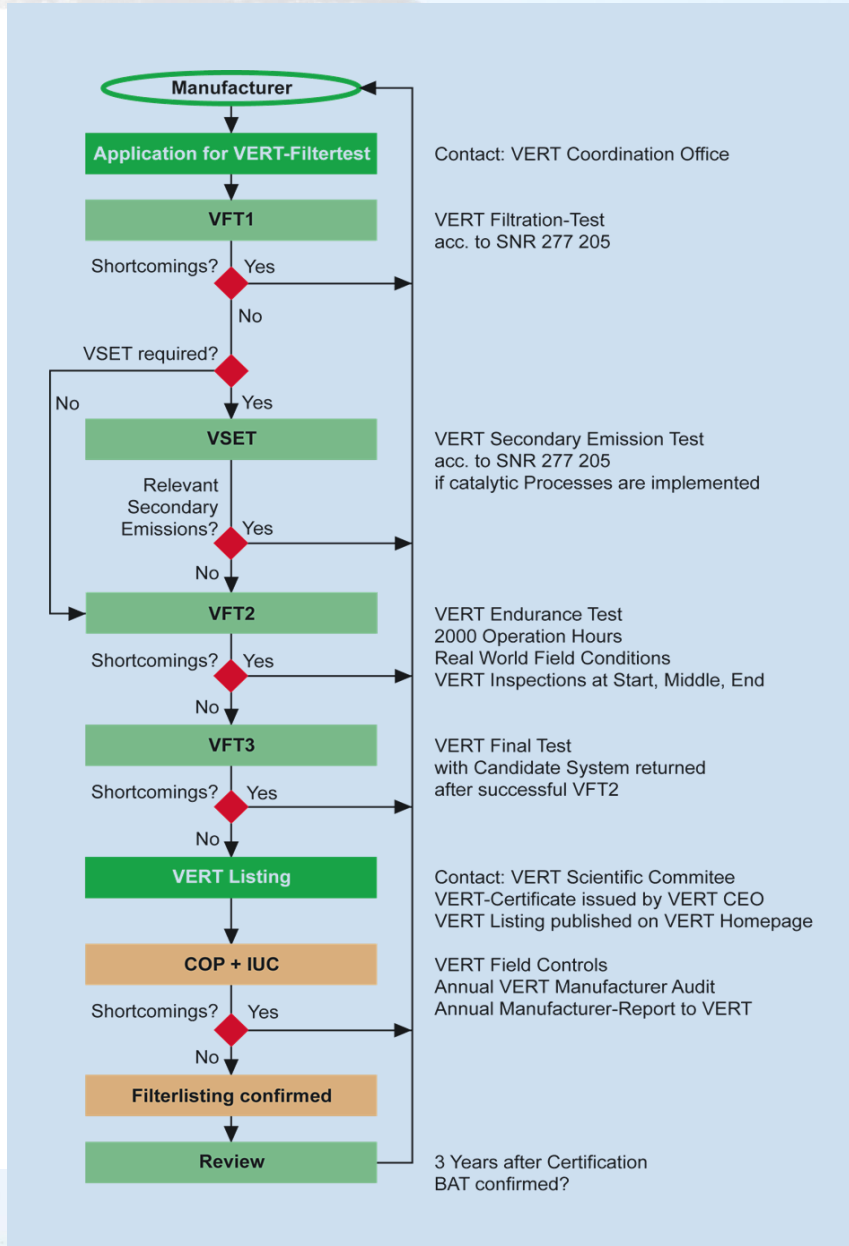 Manufacturer
Application for VERT-Filtertest
Contact: VERT Coordination Office
VFT1
VERT Filtration-Test
acc. to SNR 277 205
Shortcomings?
Yes
No
VSET required?
No
Yes
VSET
VERT Secondary Emission Test
acc. to SNR 277 205
if catalytic Processes are implemented
Relevant
Secondary
Emissions?
Yes
No
VFT2
VERT Endurance Test
2000 Operation Hours
Real World Field Conditions
VERT Inspections at Start, Middle, End
Shortcomings?
Yes
No
VFT3
VERT Final Test
with Candidate System returned
after successful VFT2
Shortcomings?
Yes
No
VERT Listing
Contact: VERT Scientific Commitee
VERT-Certificate issued by VERT CEO
VERT Listing published on VERT Homepage
COP + IUC
VERT Field Controls
Annual VERT Manufacturer Audit
Annual Manufacturer-Report to VERT
Shortcomings?
Yes
No
Filterlisting confirmed
Review
3 Years after Certification
BAT confirmed?